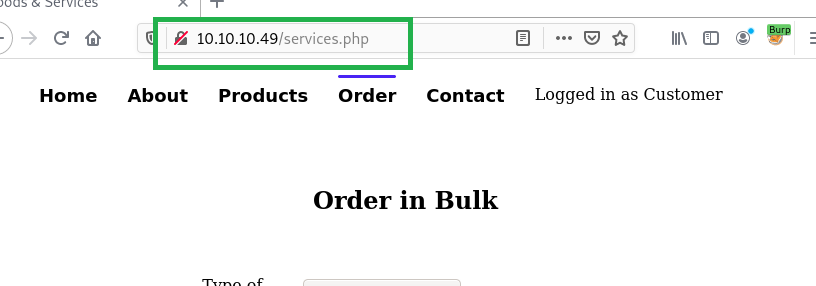 oods & Services
10.10.10.49/services.php
Burp
Home About Products Order Contact Logged in as Customer
Order in Bulk
Type of